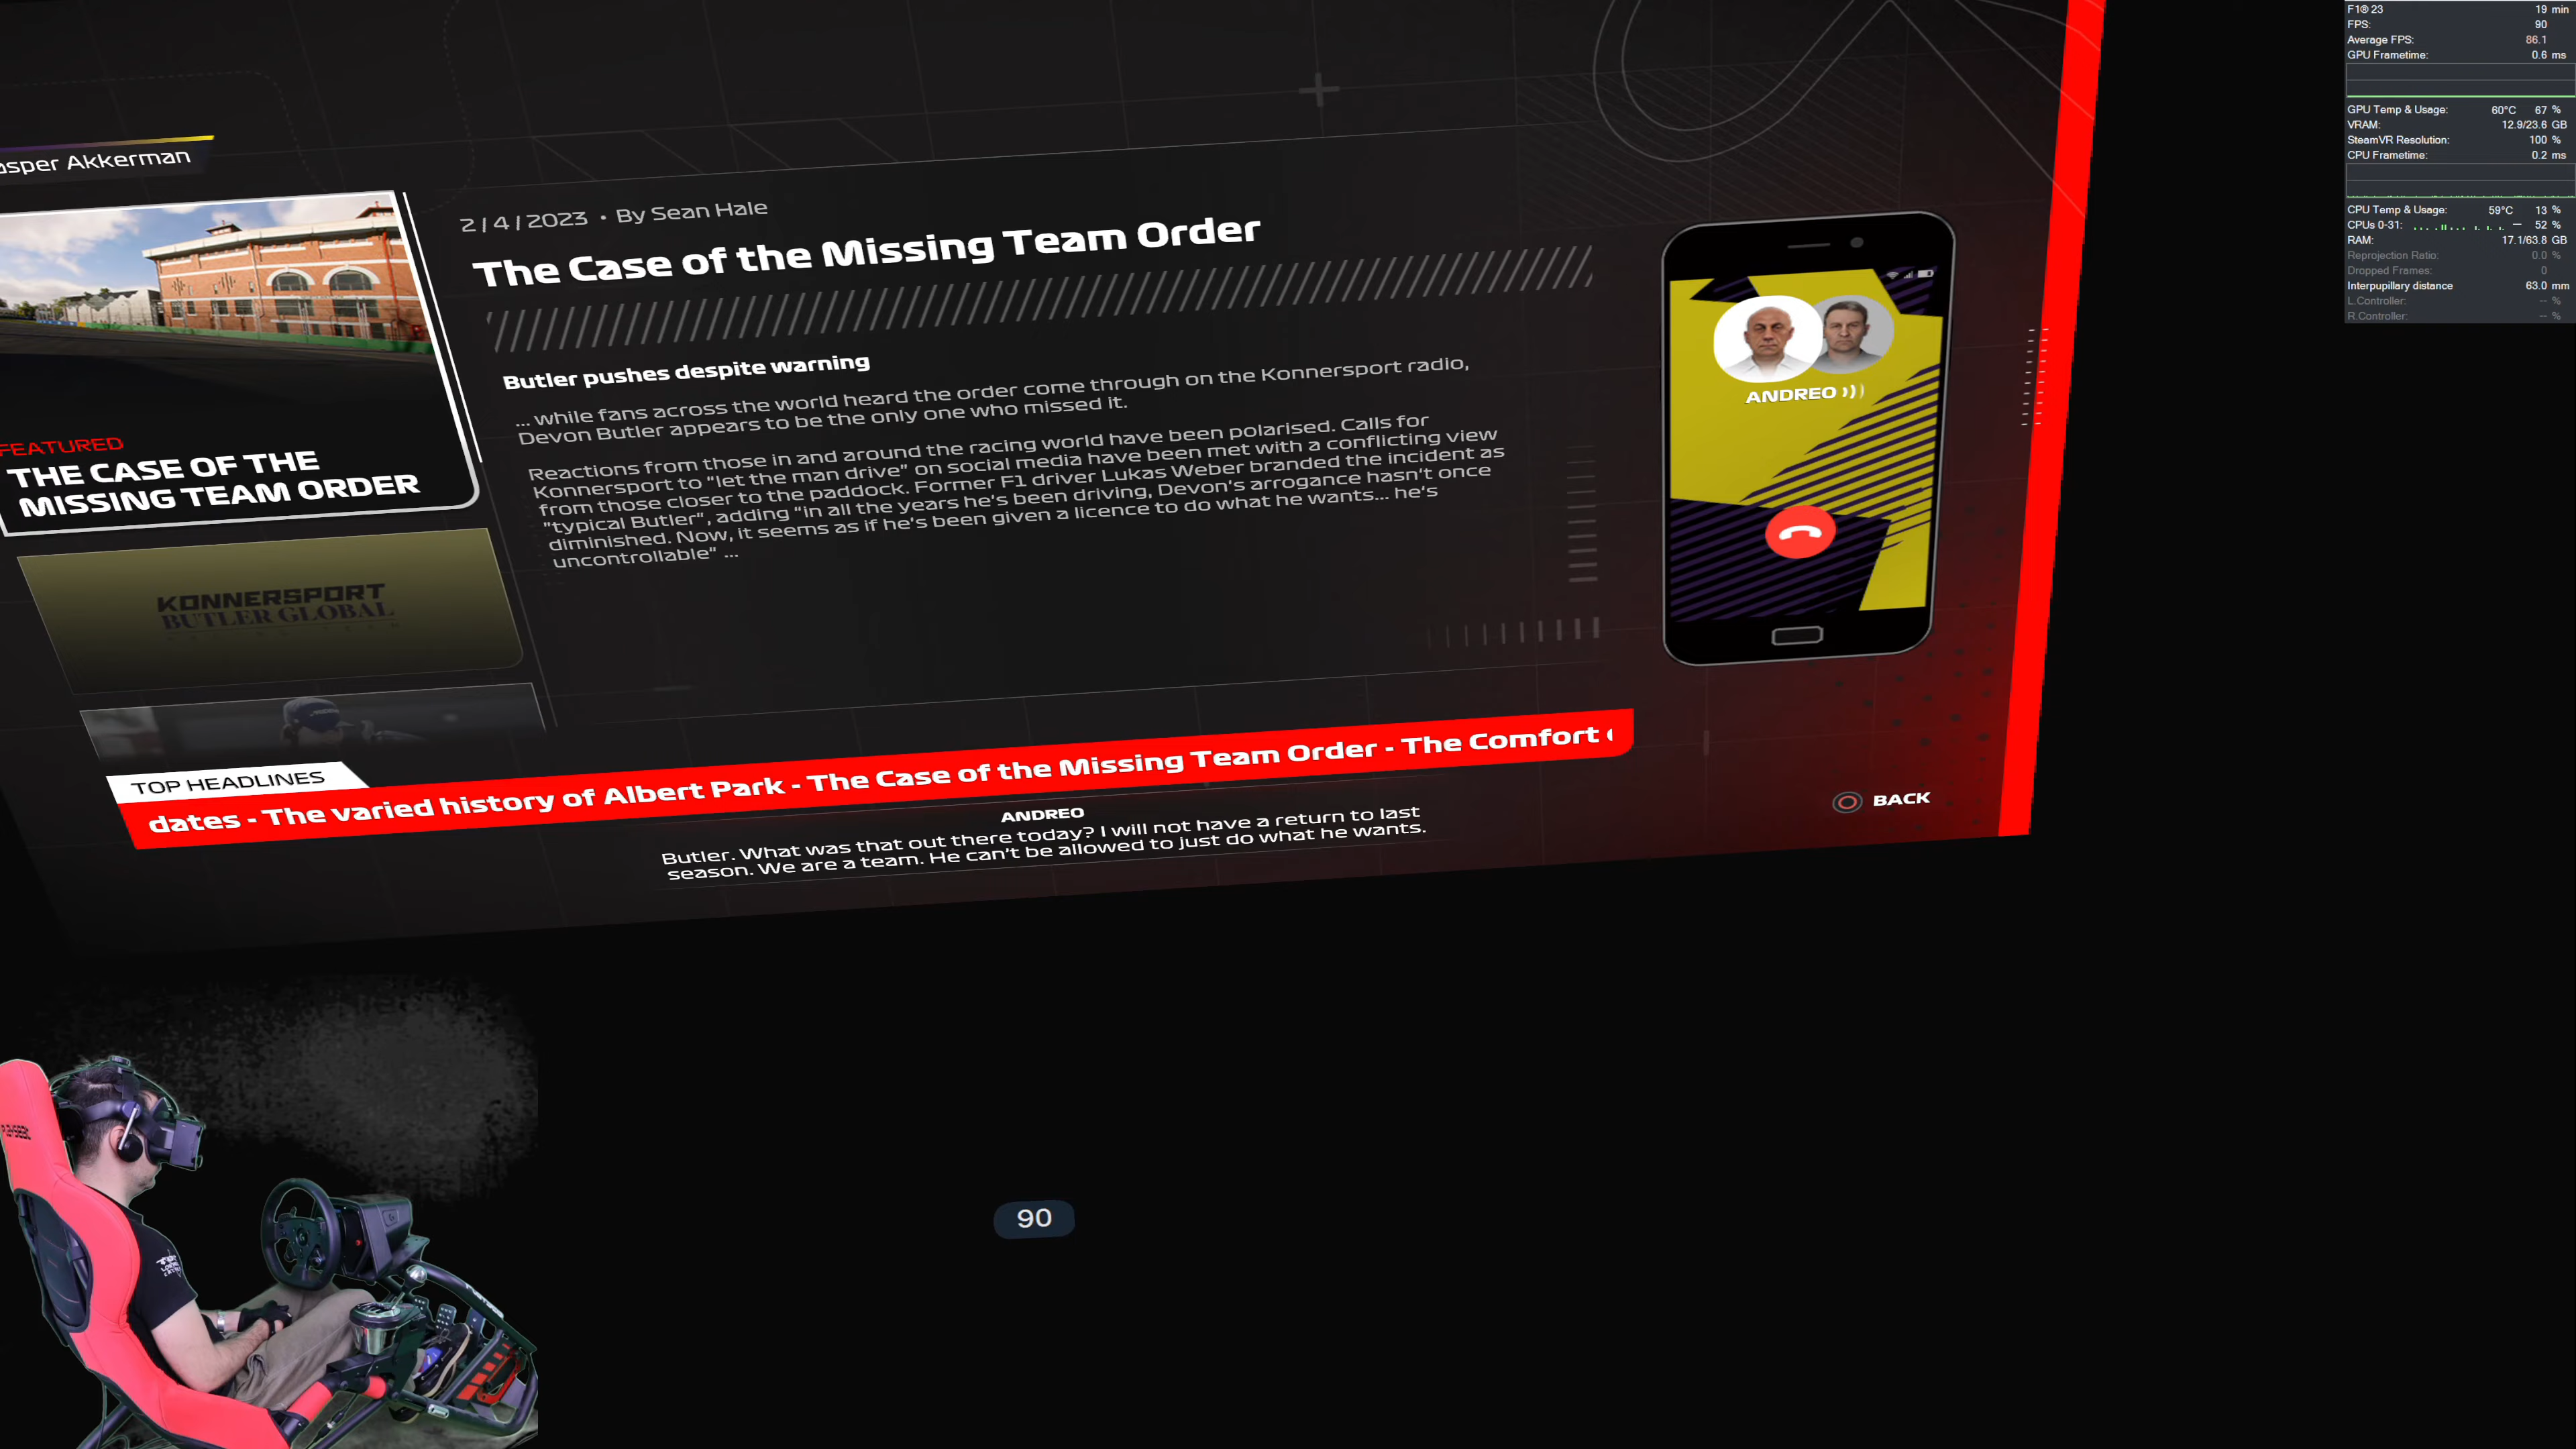 asper Akkerman
FEATURED
THE CASE OF THE
MISSING TEAM ORDER
KONNERSPORT
BUTLER GLOBAL
2 | 4 | 2023 • By Sean Hale
The Case of the Missing Team Order
Butler pushes despite warning
... while fans across the world heard the order come through on the Konnersport radio,
Devon Butler appears to be the only one who missed it.
Reactions from those in and around the racing world have been polarised. Calls for
Konnersport to "let the man drive" on social media have been met with a conflicting view
from those closer to the paddock. Former F1 driver Lukas Weber branded the incident as
"typical Butler", adding "in all the years he's been driving, Devon's arrogance hasn't once
diminished. Now, it seems as if he's been given a licence to do what he wants... he's
uncontrollable" ...
ANDREO
TOP HEADLINES
dates - The varied history of Albert Park - The Case of the Missing Team Order - The Comfort
ANDREO
Butler. What was that out there today? I will not have a return to last
season. We are a team. He can't be allowed to just do what he wants.
BACK
90
F1® 23 19 min
FPS: 90
Average FPS: 86.1
GPU Frametime: 0.6 ms
GPU Temp & Usage: 60°C 67 %
VRAM: 12.9/23.6 GB
SteamVR Resolution: 100 %
CPU Frametime: 0.2 ms
CPU Temp & Usage: 59°C 13 %
CPUs 0-31: 52 %
RAM: 17.1/63.8 GB
Reprojection Ratio: 0.0 %
Dropped Frames: 0
Interpupillary distance 63.0 mm
L.Controller: -- %
R.Controller: -- %